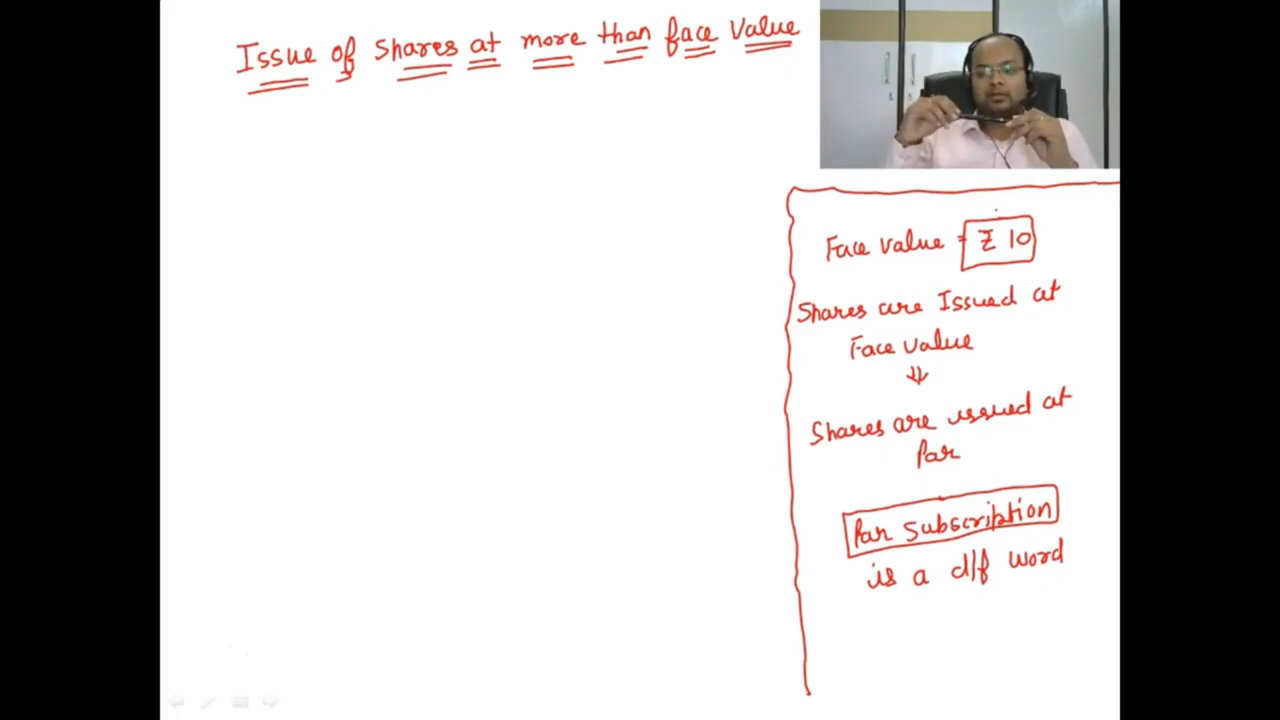 Issue of Shares at more than face value
Face value = ₹ 10
Shares are Issued at
Face value
⇓
Shares are issued at
Par
Par Subscription
is a d/f word